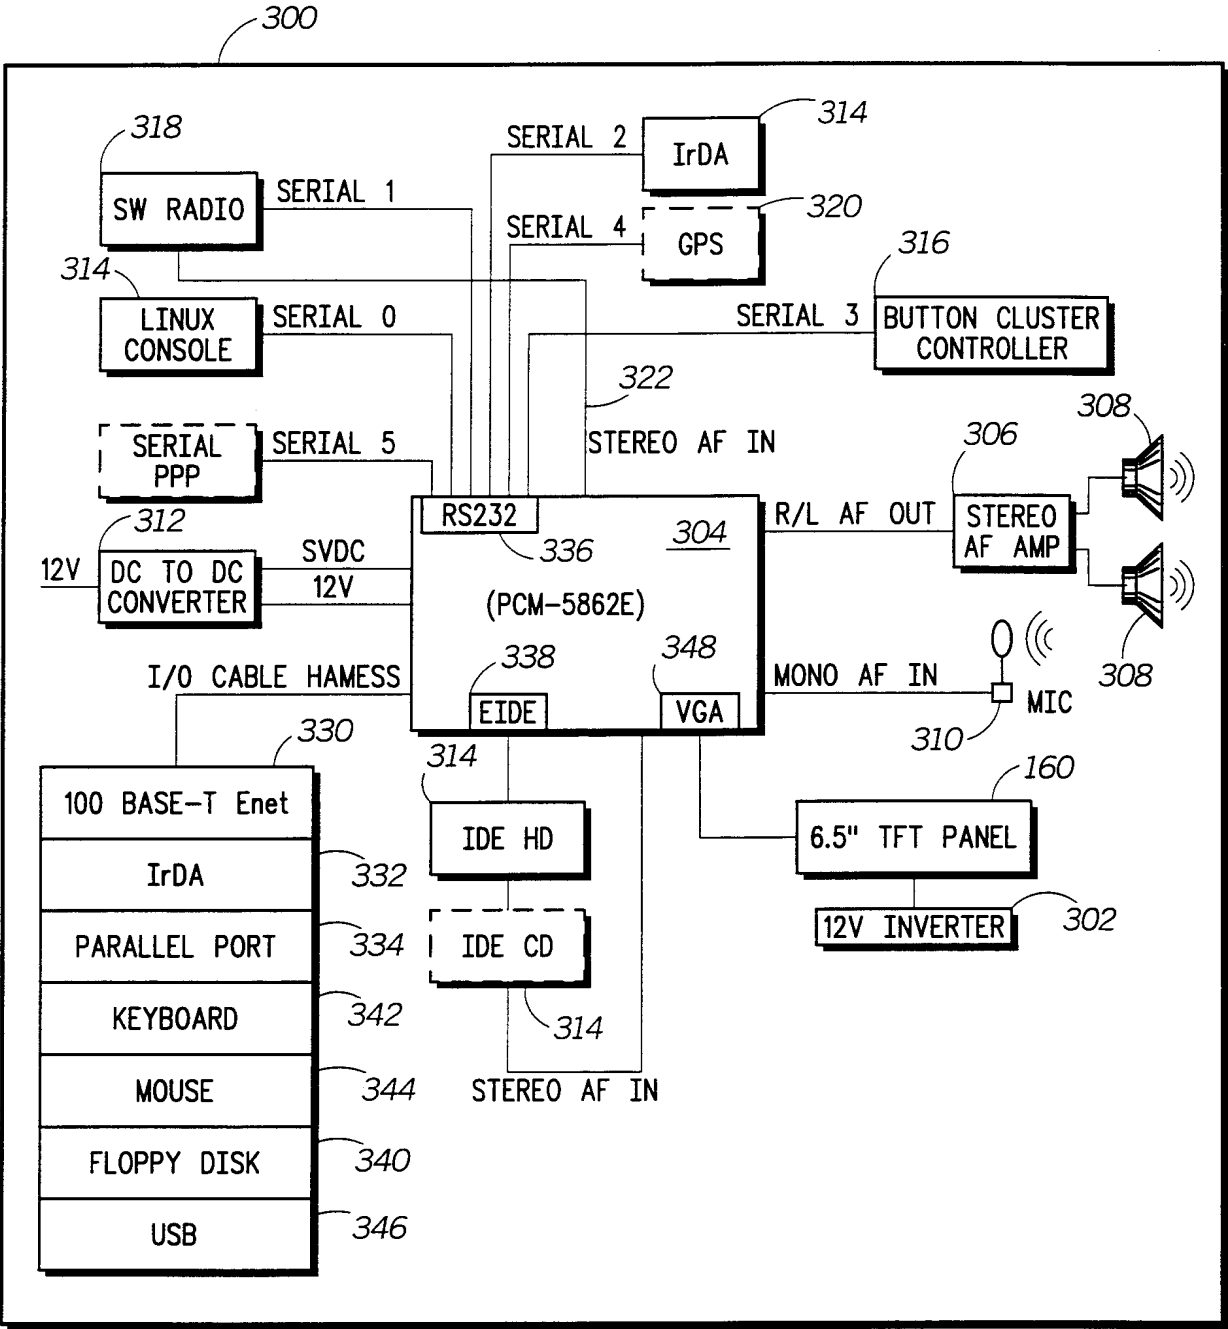 300
318
SERIAL 2
IrDA
314
SW RADIO
SERIAL 1
SERIAL 4
GPS
320
314
316
LINUX
CONSOLE
SERIAL 0
SERIAL 3
BUTTON CLUSTER
CONTROLLER
322
308
SERIAL
PPP
SERIAL 5
STEREO AF IN
306
312
RS232
336
304
R/L AF OUT
STEREO
AF AMP
12V
DC TO DC
CONVERTER
SVDC
12V
(PCM-5862E)
308
I/O CABLE HAMESS
338
348
MONO AF IN
MIC
310
EIDE
VGA
330
314
160
100 BASE-T Enet
IDE HD
6.5" TFT PANEL
IrDA
332
302
12V INVERTER
PARALLEL PORT
334
IDE CD
KEYBOARD
342
314
MOUSE
344
STEREO AF IN
FLOPPY DISK
340
USB
346